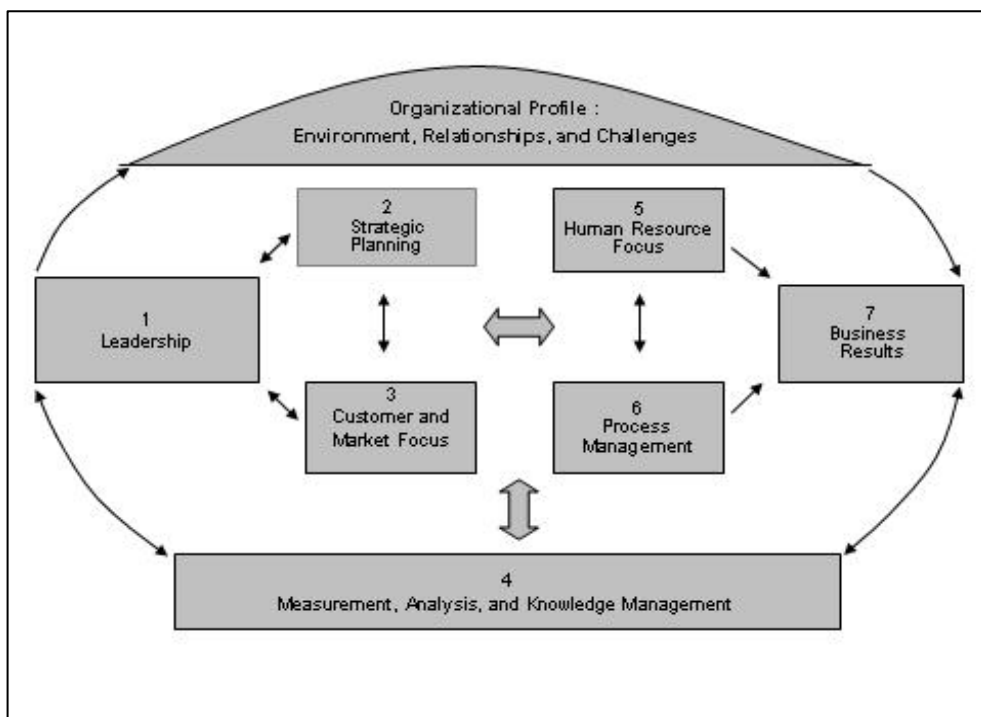 Organizational Profile :
Environment, Relationships, and Challenges
2
Strategic
Planning
5
Human Resource
Focus
1
Leadership
7
Business
Results
3
Customer and
Market Focus
6
Process
Management
4
Measurement, Analysis, and Knowledge Management